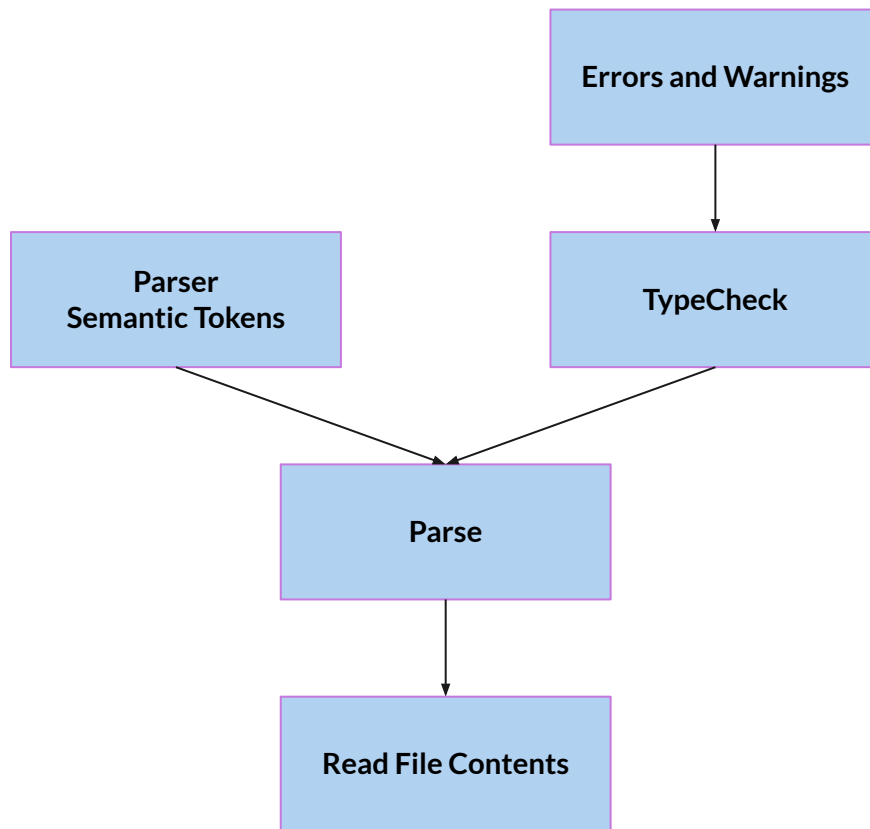 Errors and Warnings
Parser
Semantic Tokens
TypeCheck
Parse
Read File Contents